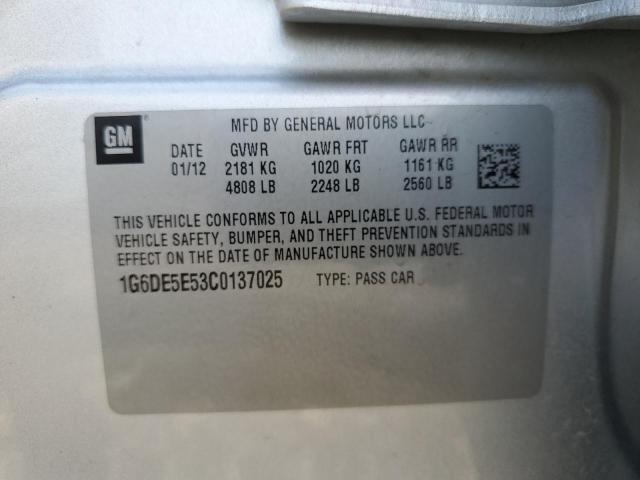 GM
MFD BY GENERAL MOTORS LLC
DATE GVWR GAWR FRT GAWR RR
01/12 2181 KG 1020 KG 1161 KG
4808 LB 2248 LB 2560 LB
THIS VEHICLE CONFORMS TO ALL APPLICABLE U.S. FEDERAL MOTOR
VEHICLE SAFETY, BUMPER, AND THEFT PREVENTION STANDARDS IN
EFFECT ON THE DATE OF MANUFACTURE SHOWN ABOVE.
1G6DE5E53C0137025 TYPE: PASS CAR